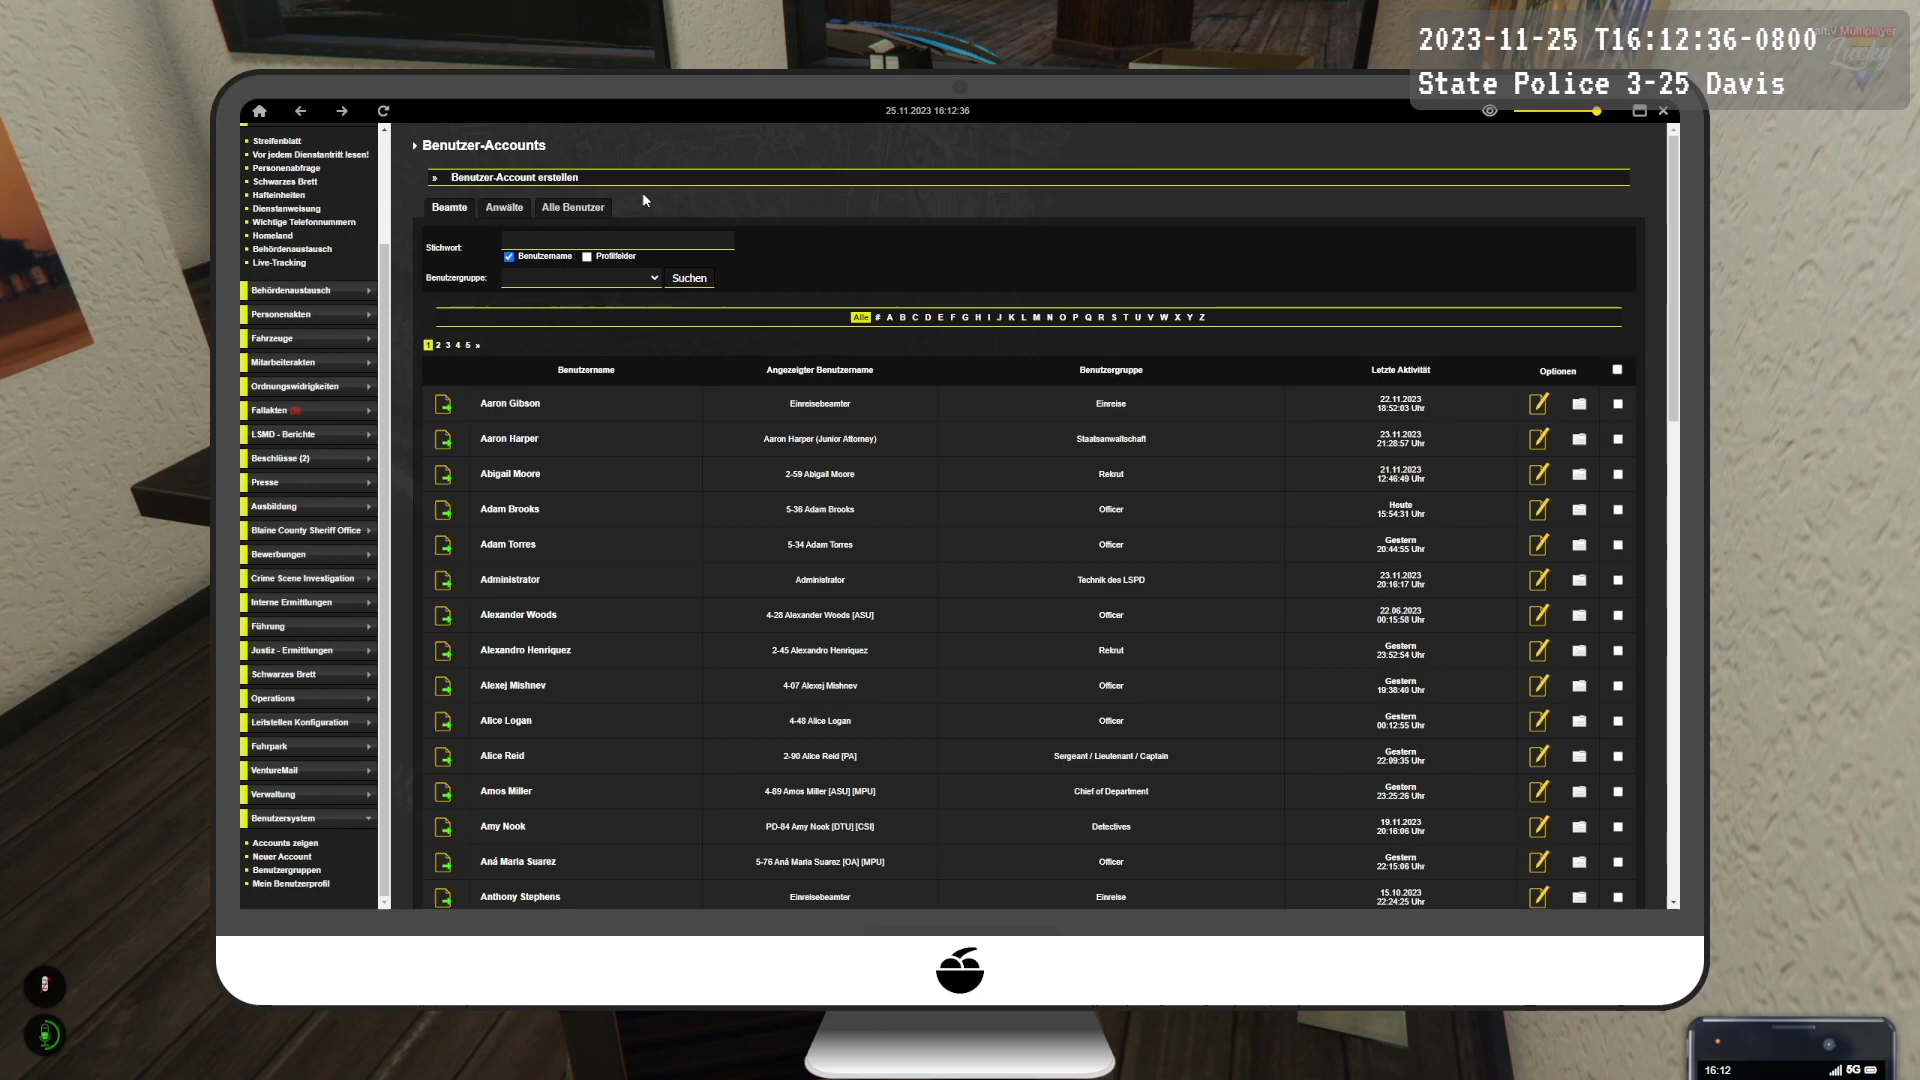 2023-11-25 T16:12:36-0800
State Police 3-25 Davis
alt:V Multiplayer
Lucky
V
25.11.2023 16:12:36
Streifenblatt
Vor jedem Dienstantritt lesen!
Personenabfrage
Schwarzes Brett
Hafteinheiten
Dienstanweisung
Wichtige Telefonnummern
Homeland
Behördenaustausch
Live-Tracking
Behördenaustausch
Personenakten
Fahrzeuge
Mitarbeiterakten
Ordnungswidrigkeiten
Fallakten
LSMD - Berichte
Beschlüsse (2)
Presse
Ausbildung
Blaine County Sheriff Office
Bewerbungen
Crime Scene Investigation
Interne Ermittlungen
Führung
Justiz - Ermittlungen
Schwarzes Brett
Operations
Leitstellen Konfiguration
Fuhrpark
VentureMail
Verwaltung
Benutzersystem
Accounts zeigen
Neuer Account
Benutzergruppen
Mein Benutzerprofil
Benutzer-Accounts
» Benutzer-Account erstellen
Beamte Anwälte Alle Benutzer
Stichwort:
Benutzername Profilfelder
Benutzergruppe: Suchen
Alle # A B C D E F G H I J K L M N O P Q R S T U V W X Y Z
1 2 3 4 5 »
Benutzername Angezeigter Benutzername Benutzergruppe Letzte Aktivität Optionen
Aaron Gibson Einreisebeamter Einreise 22.11.2023 18:52:03 Uhr
Aaron Harper Aaron Harper (Junior Attorney) Staatsanwaltschaft 23.11.2023 21:28:57 Uhr
Abigail Moore 2-59 Abigail Moore Rekrut 21.11.2023 12:46:49 Uhr
Adam Brooks 5-36 Adam Brooks Officer Heute 15:54:31 Uhr
Adam Torres 5-34 Adam Torres Officer Gestern 20:44:55 Uhr
Administrator Administrator Technik des LSPD 23.11.2023 20:16:17 Uhr
Alexander Woods 4-28 Alexander Woods [ASU] Officer 22.06.2023 00:15:58 Uhr
Alexandro Henriquez 2-45 Alexandro Henriquez Rekrut Gestern 23:52:54 Uhr
Alexej Mishnev 4-07 Alexej Mishnev Officer Gestern 19:38:40 Uhr
Alice Logan 4-48 Alice Logan Officer Gestern 00:12:55 Uhr
Alice Reid 2-90 Alice Reid [PA] Sergeant / Lieutenant / Captain Gestern 22:09:35 Uhr
Amos Miller 4-89 Amos Miller [ASU] [MPU] Chief of Department Gestern 23:25:26 Uhr
Amy Nook PD-84 Amy Nook [DTU] [CSI] Detectives 19.11.2023 20:16:06 Uhr
Aná Maria Suarez 5-76 Aná Maria Suarez [OA] [MPU] Officer Gestern 22:15:06 Uhr
Anthony Stephens Einreisebeamter Einreise 15.10.2023 22:24:25 Uhr
16:12 5G